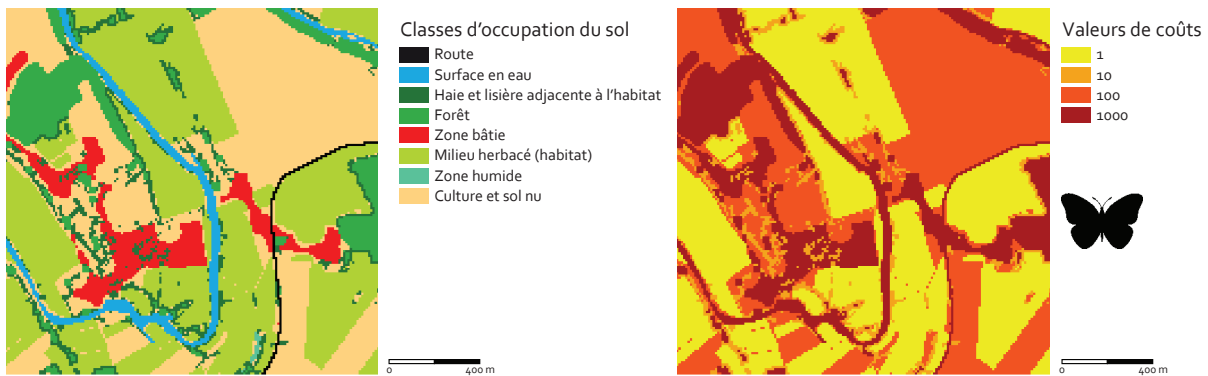 Classes d'occupation du sol
Route
Surface en eau
Haie et lisière adjacente à l'habitat
Forêt
Zone bâtie
Milieu herbacé (habitat)
Zone humide
Culture et sol nu
0 400 m
Valeurs de coûts
1
10
100
1000
0 400 m